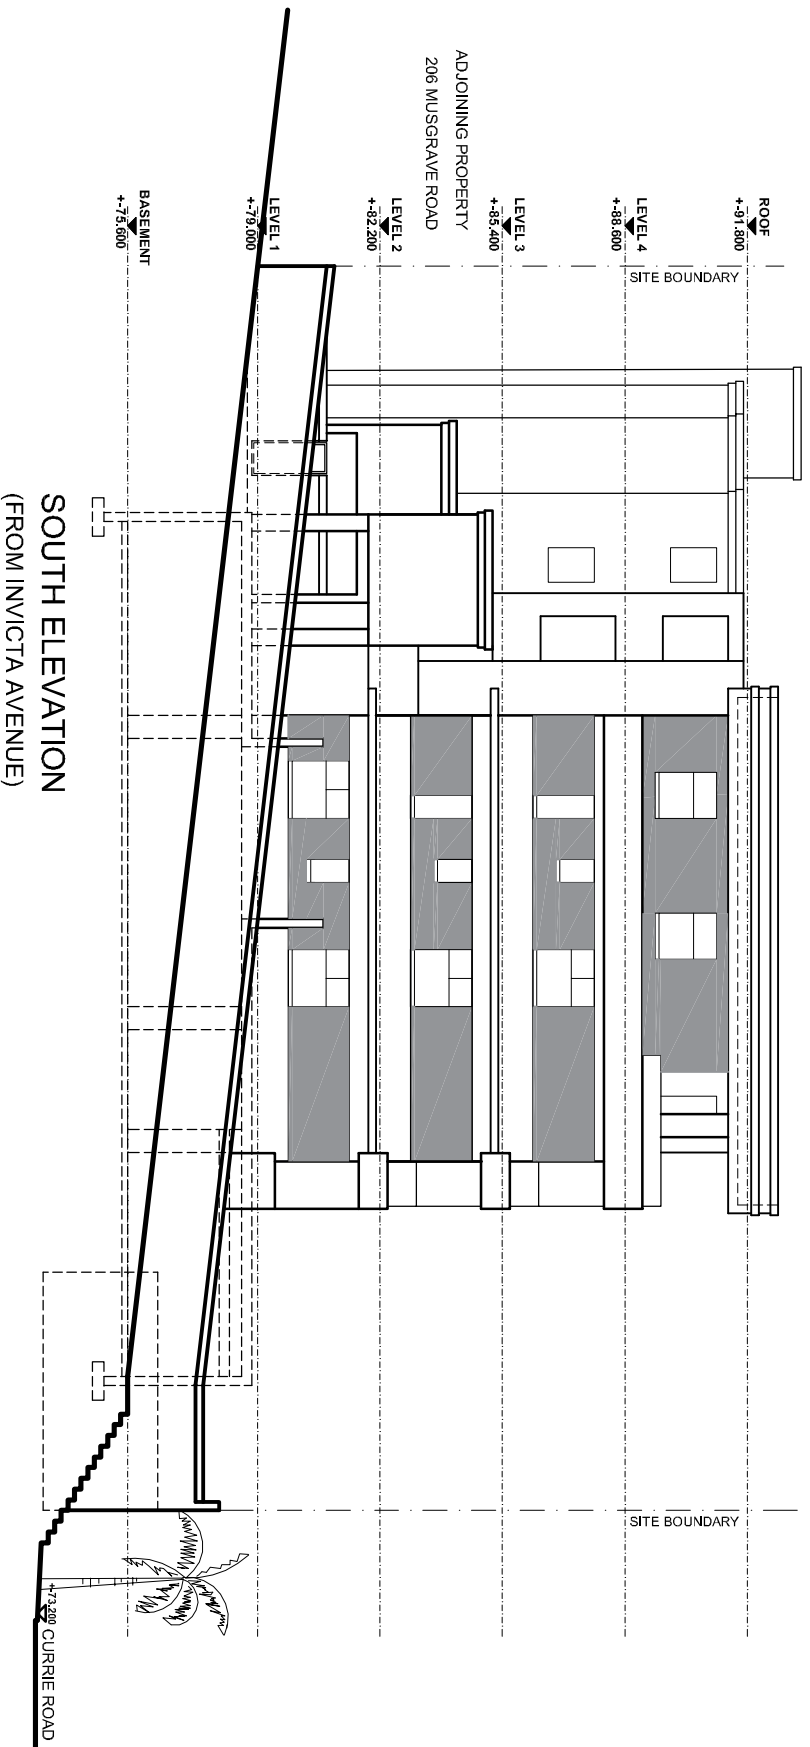 ADJOINING PROPERTY
206 MUSGRAVE ROAD
ROOF
+-91.800
LEVEL 4
+-88.600
LEVEL 3
+-85.400
LEVEL 2
+-82.200
LEVEL 1
+-79.000
BASEMENT
+-75.600
SITE BOUNDARY
SITE BOUNDARY
+-73.200 CURRIE ROAD
SOUTH ELEVATION
(FROM INVICTA AVENUE)